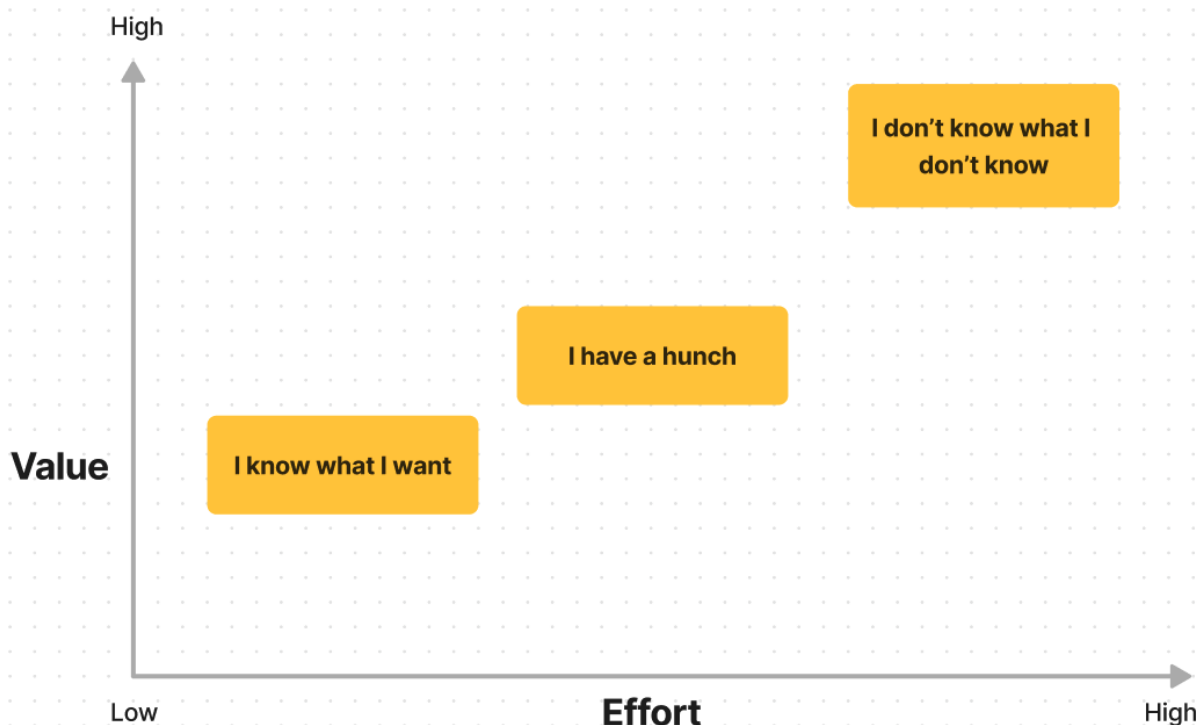 High
I don’t know what I
don’t know
I have a hunch
I know what I want
Value
Low
Effort
High